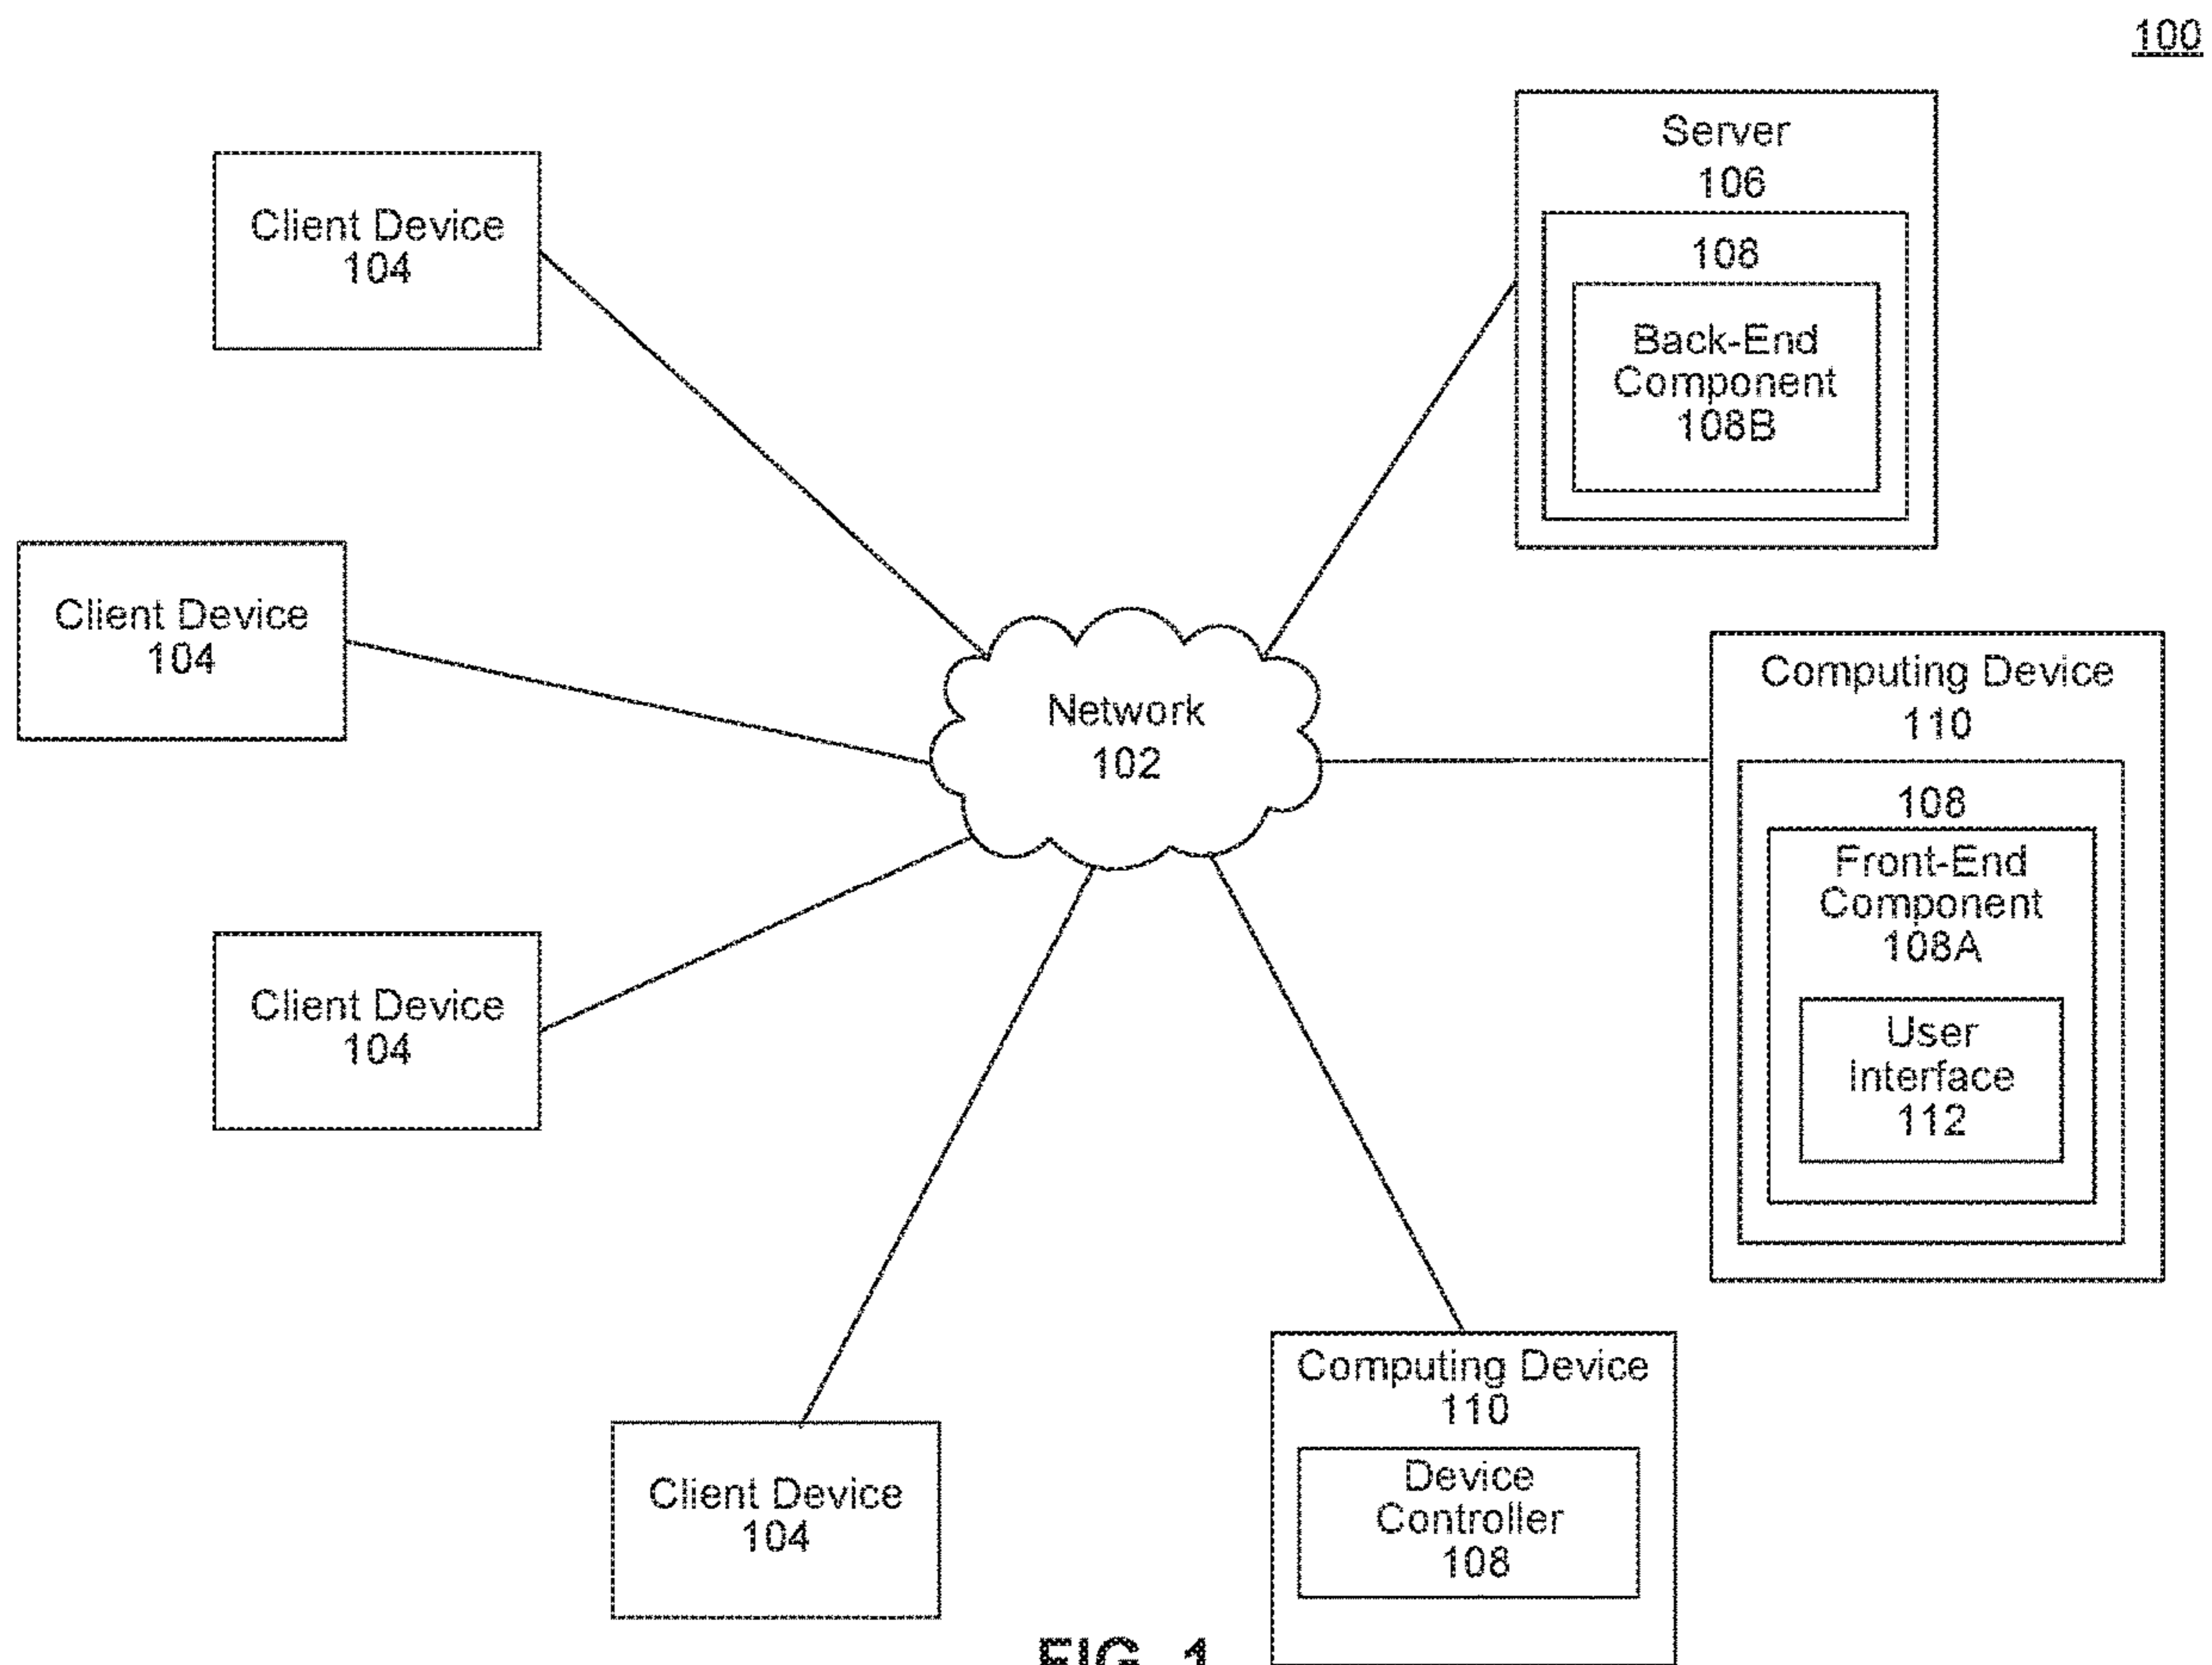 100
Server
106
108
Back-End
Component
108B
Client Device
104
Client Device
104
Network
102
Computing Device
110
108
Front-End
Component
108A
User
Interface
112
Client Device
104
Client Device
104
Computing Device
110
Device
Controller
108
FIG. 1